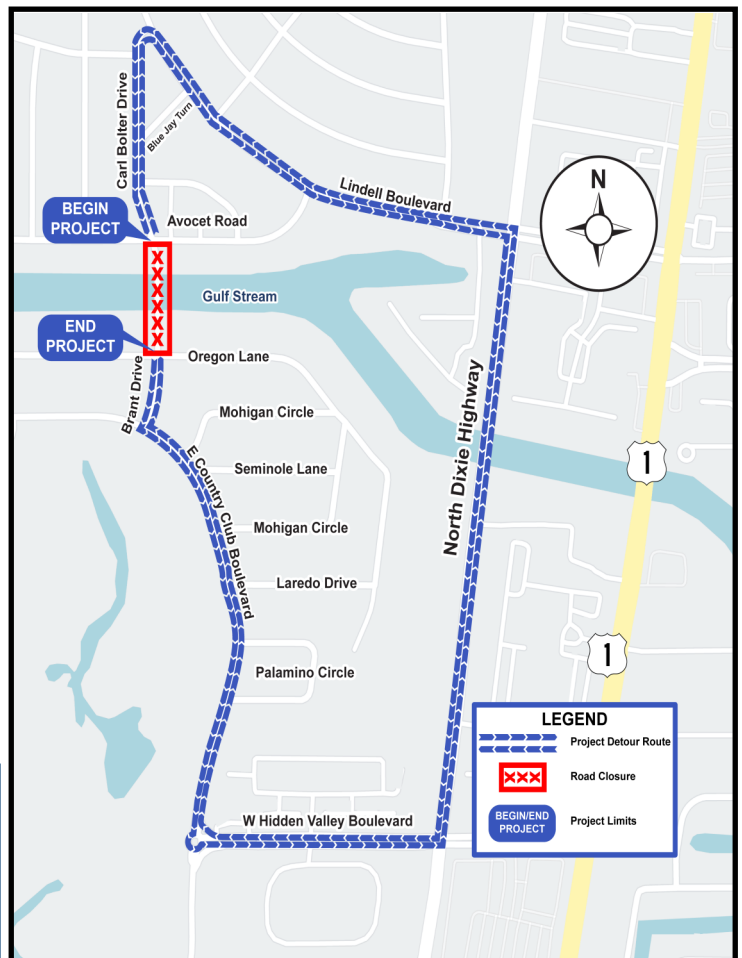 Carl Bolter Drive
Blue Jay Turn
Lindell Boulevard
N
BEGIN
PROJECT
Avocet Road
XXXXXX
Gulf Stream
END
PROJECT
Oregon Lane
Brant Drive
Mohigan Circle
E Country Club Boulevard
Seminole Lane
North Dixie Highway
1
Mohigan Circle
Laredo Drive
1
Palamino Circle
LEGEND
Project Detour Route
XXX
Road Closure
BEGIN/END
PROJECT
Project Limits
W Hidden Valley Boulevard